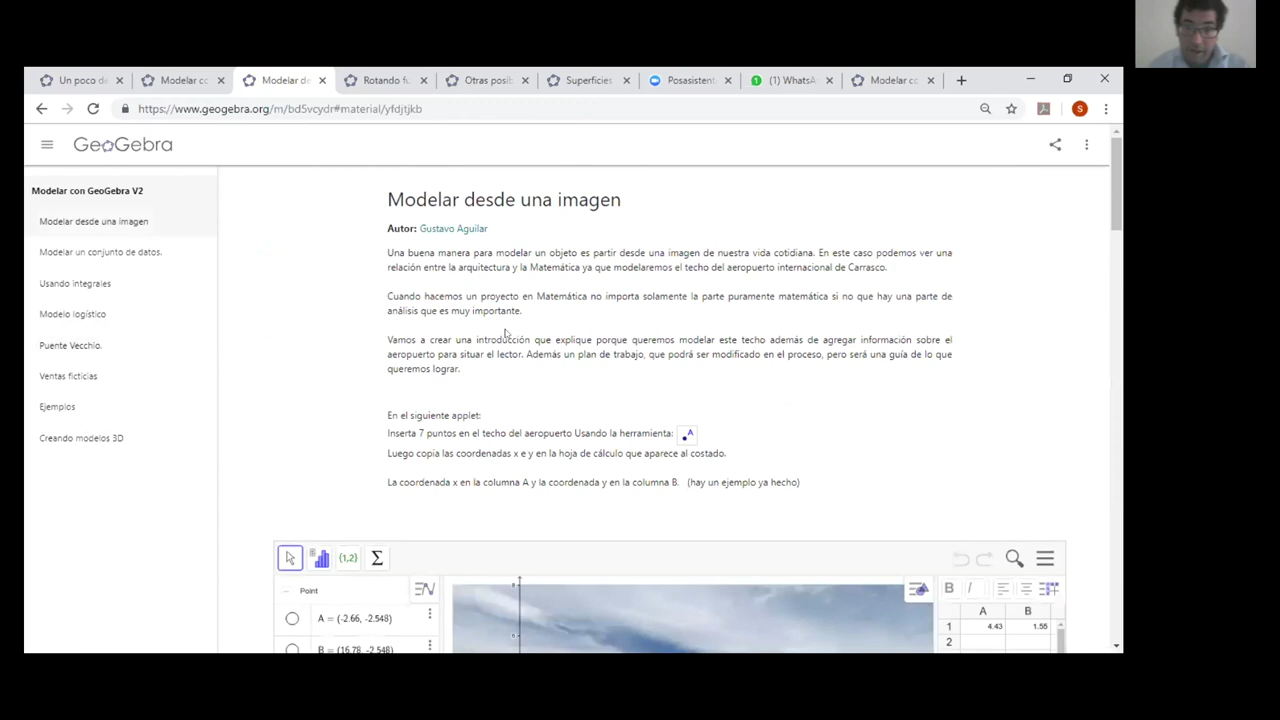 Un poco de
Modelar co
Modelar de
Rotando fu
Otras posib
Superficies
Posasistent
(1) WhatsA
Modelar co
https://www.geogebra.org/m/bd5vcydr#material/yfdjtjkb
S
GeoGebra
Modelar con GeoGebra V2
Modelar desde una imagen
Modelar un conjunto de datos.
Usando integrales
Modelo logístico
Puente Vecchio.
Ventas ficticias
Ejemplos
Creando modelos 3D
Modelar desde una imagen
Autor: Gustavo Aguilar
Una buena manera para modelar un objeto es partir desde una imagen de nuestra vida cotidiana. En este caso podemos ver una
relación entre la arquitectura y la Matemática ya que modelaremos el techo del aeropuerto internacional de Carrasco.
Cuando hacemos un proyecto en Matemática no importa solamente la parte puramente matemática si no que hay una parte de
análisis que es muy importante.
Vamos a crear una introducción que explique porque queremos modelar este techo además de agregar información sobre el
aeropuerto para situar el lector. Además un plan de trabajo, que podrá ser modificado en el proceso, pero será una guía de lo que
queremos lograr.
En el siguiente applet:
Inserta 7 puntos en el techo del aeropuerto Usando la herramienta: A
Luego copia las coordenadas x e y en la hoja de cálculo que aparece al costado.
La coordenada x en la columna A y la coordenada y en la columna B. (hay un ejemplo ya hecho)
{1,2} Σ
Point
A = (-2.66, -2.548)
B = (16.78, -2.548)
8
6
B I
A B
1 4.43 1.55
2